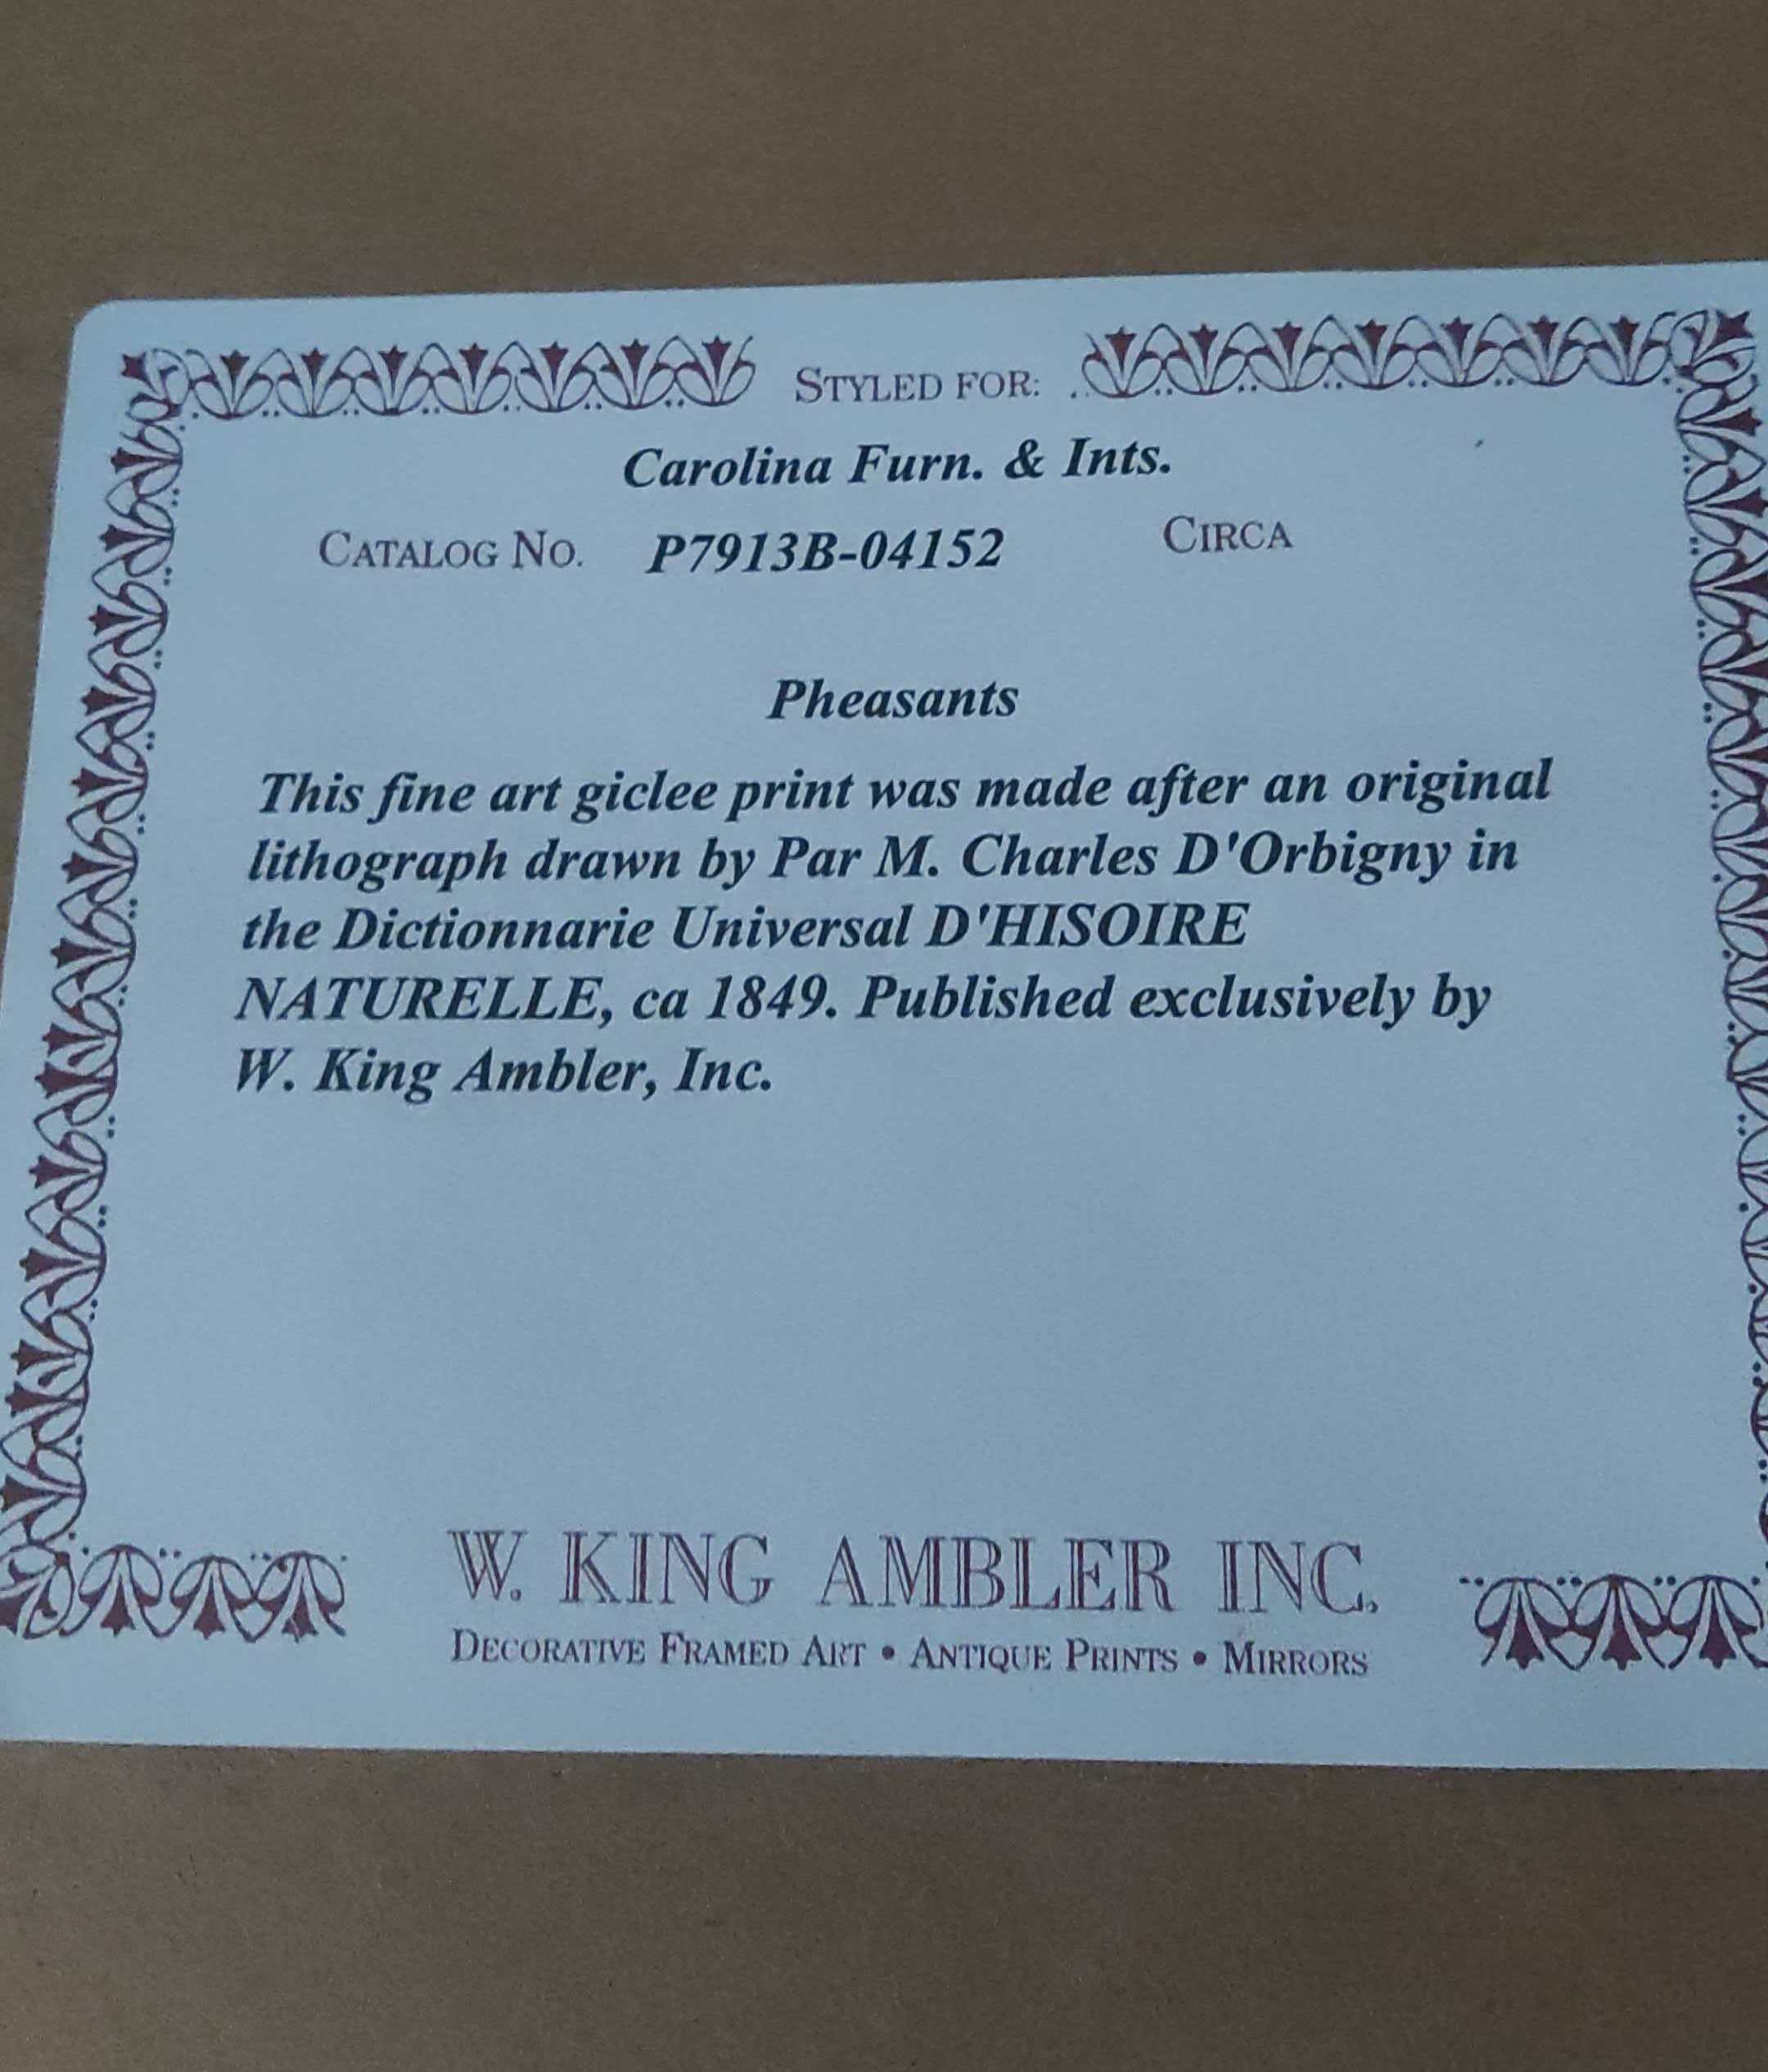 STYLED FOR:
Carolina Furn. & Ints.
CATALOG NO. P7913B-04152 CIRCA
Pheasants
This fine art giclee print was made after an original
lithograph drawn by Par M. Charles D'Orbigny in
the Dictionnarie Universal D'HISOIRE
NATURELLE, ca 1849. Published exclusively by
W. King Ambler, Inc.
W. KING AMBLER INC.
DECORATIVE FRAMED ART • ANTIQUE PRINTS • MIRRORS